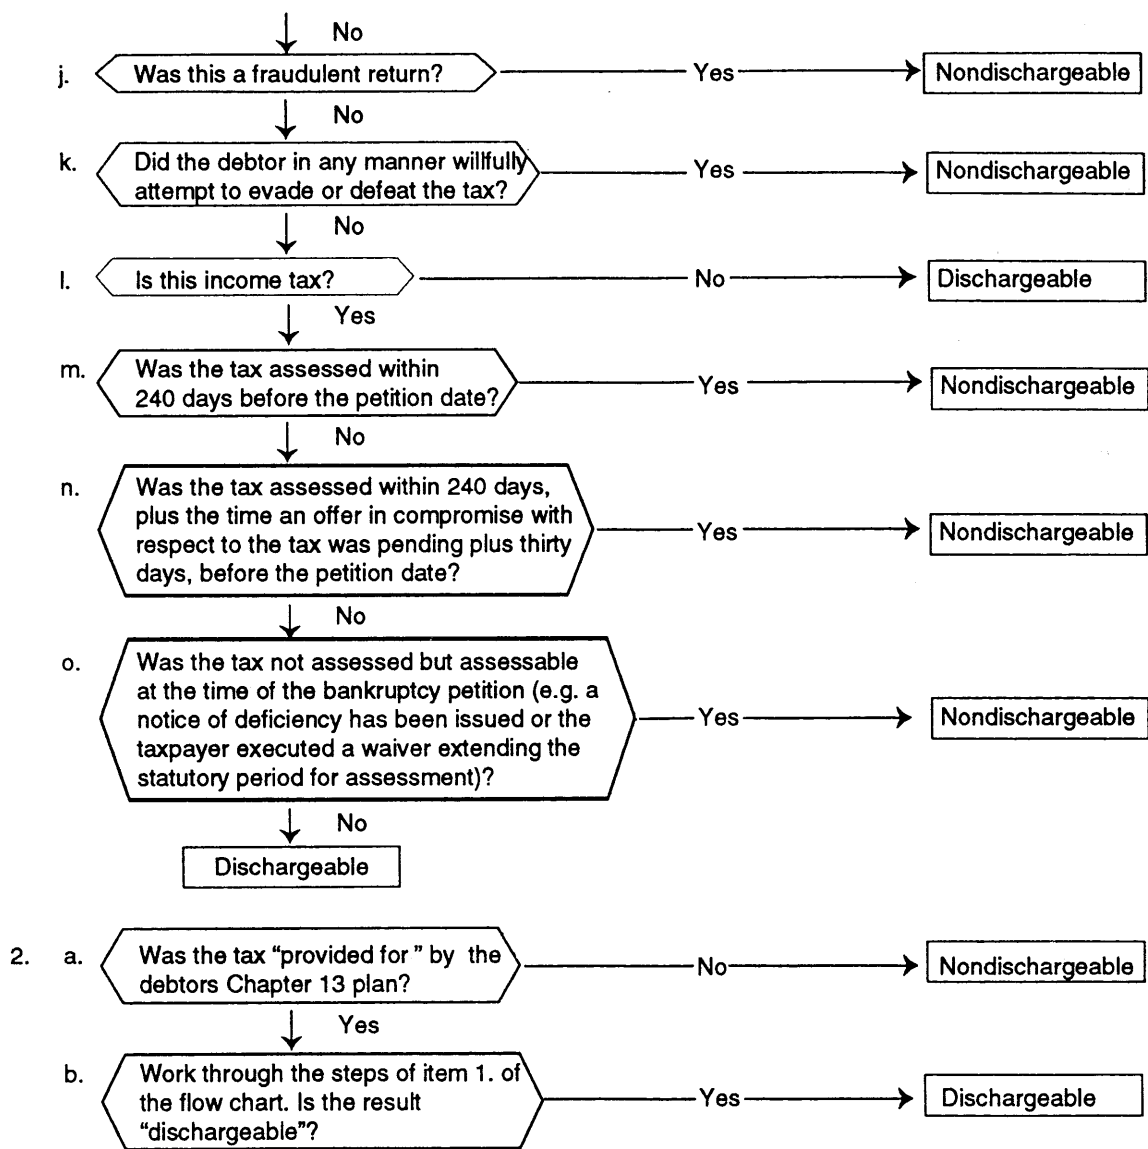 No
j. Was this a fraudulent return? Yes Nondischargeable
No
k. Did the debtor in any manner willfully
attempt to evade or defeat the tax? Yes Nondischargeable
No
l. Is this income tax? No Dischargeable
Yes
m. Was the tax assessed within
240 days before the petition date? Yes Nondischargeable
No
n. Was the tax assessed within 240 days,
plus the time an offer in compromise with
respect to the tax was pending plus thirty
days, before the petition date? Yes Nondischargeable
No
o. Was the tax not assessed but assessable
at the time of the bankruptcy petition (e.g. a
notice of deficiency has been issued or the
taxpayer executed a waiver extending the
statutory period for assessment)? Yes Nondischargeable
No
Dischargeable
2. a. Was the tax “provided for ” by the
debtors Chapter 13 plan? No Nondischargeable
Yes
b. Work through the steps of item 1. of
the flow chart. Is the result
“dischargeable”? Yes Dischargeable